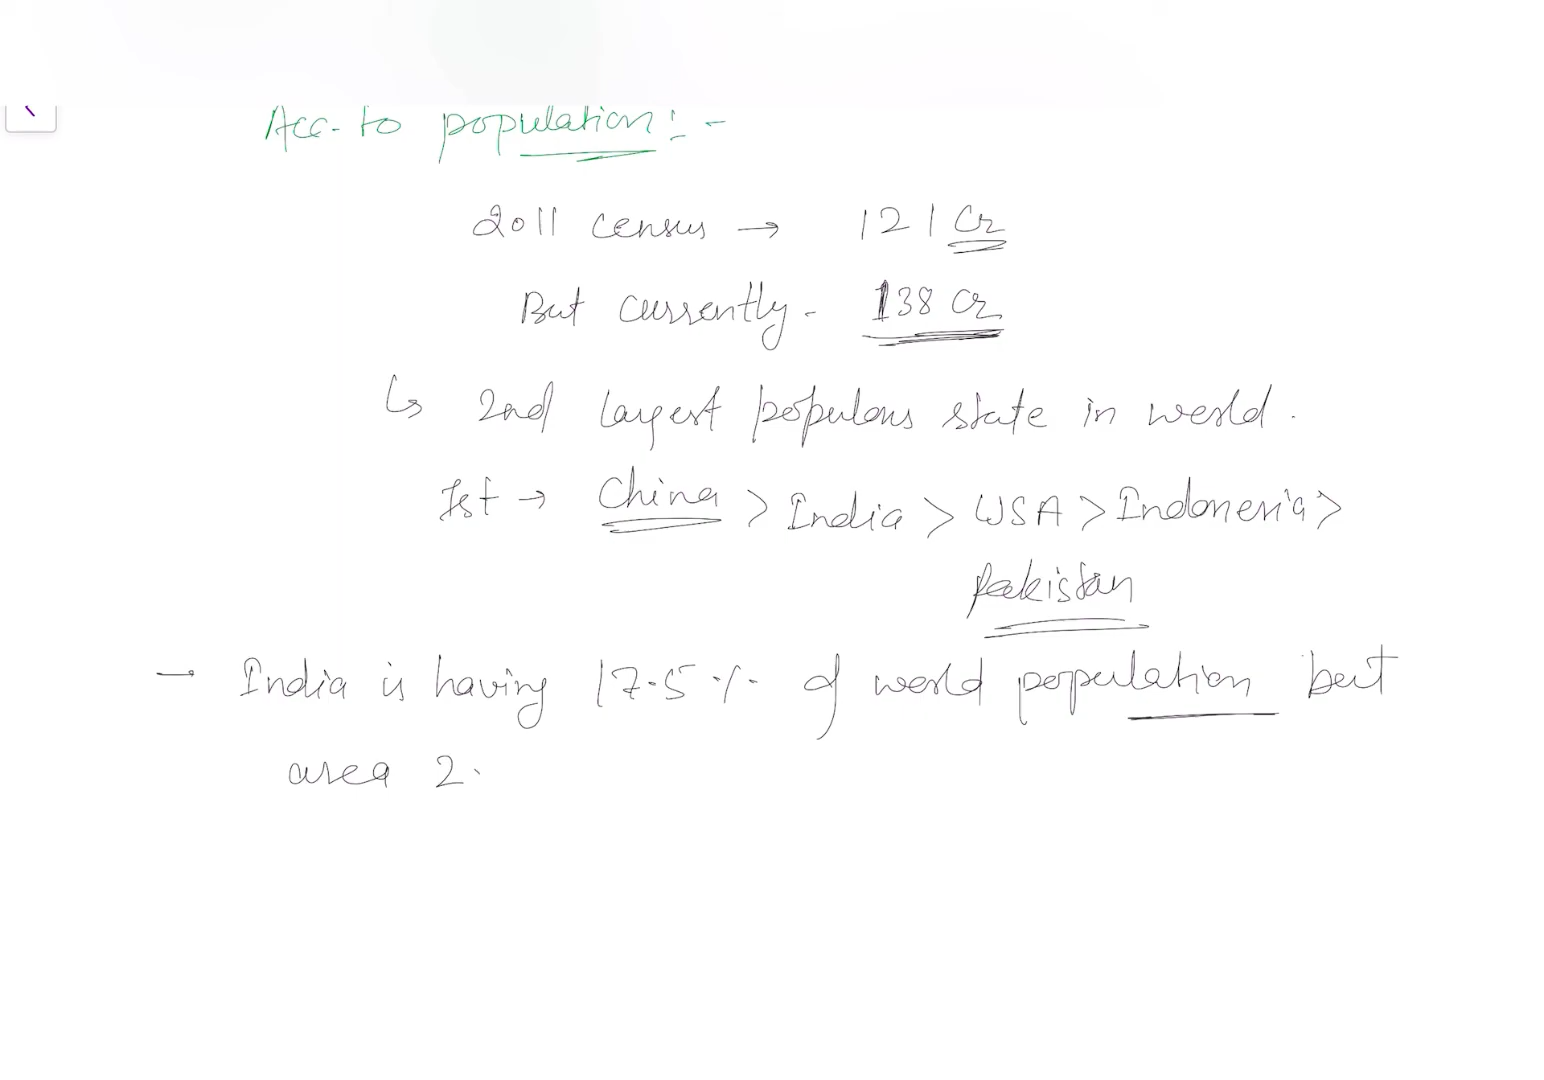 Acc. to population:-
2011 census → 121 Cr
But currently - 138 Cr
↳ 2nd largest populous state in world.
Ist → China > India > USA > Indonesia >
Pakistan
- India is having 17.5 % of world population but
area 2.